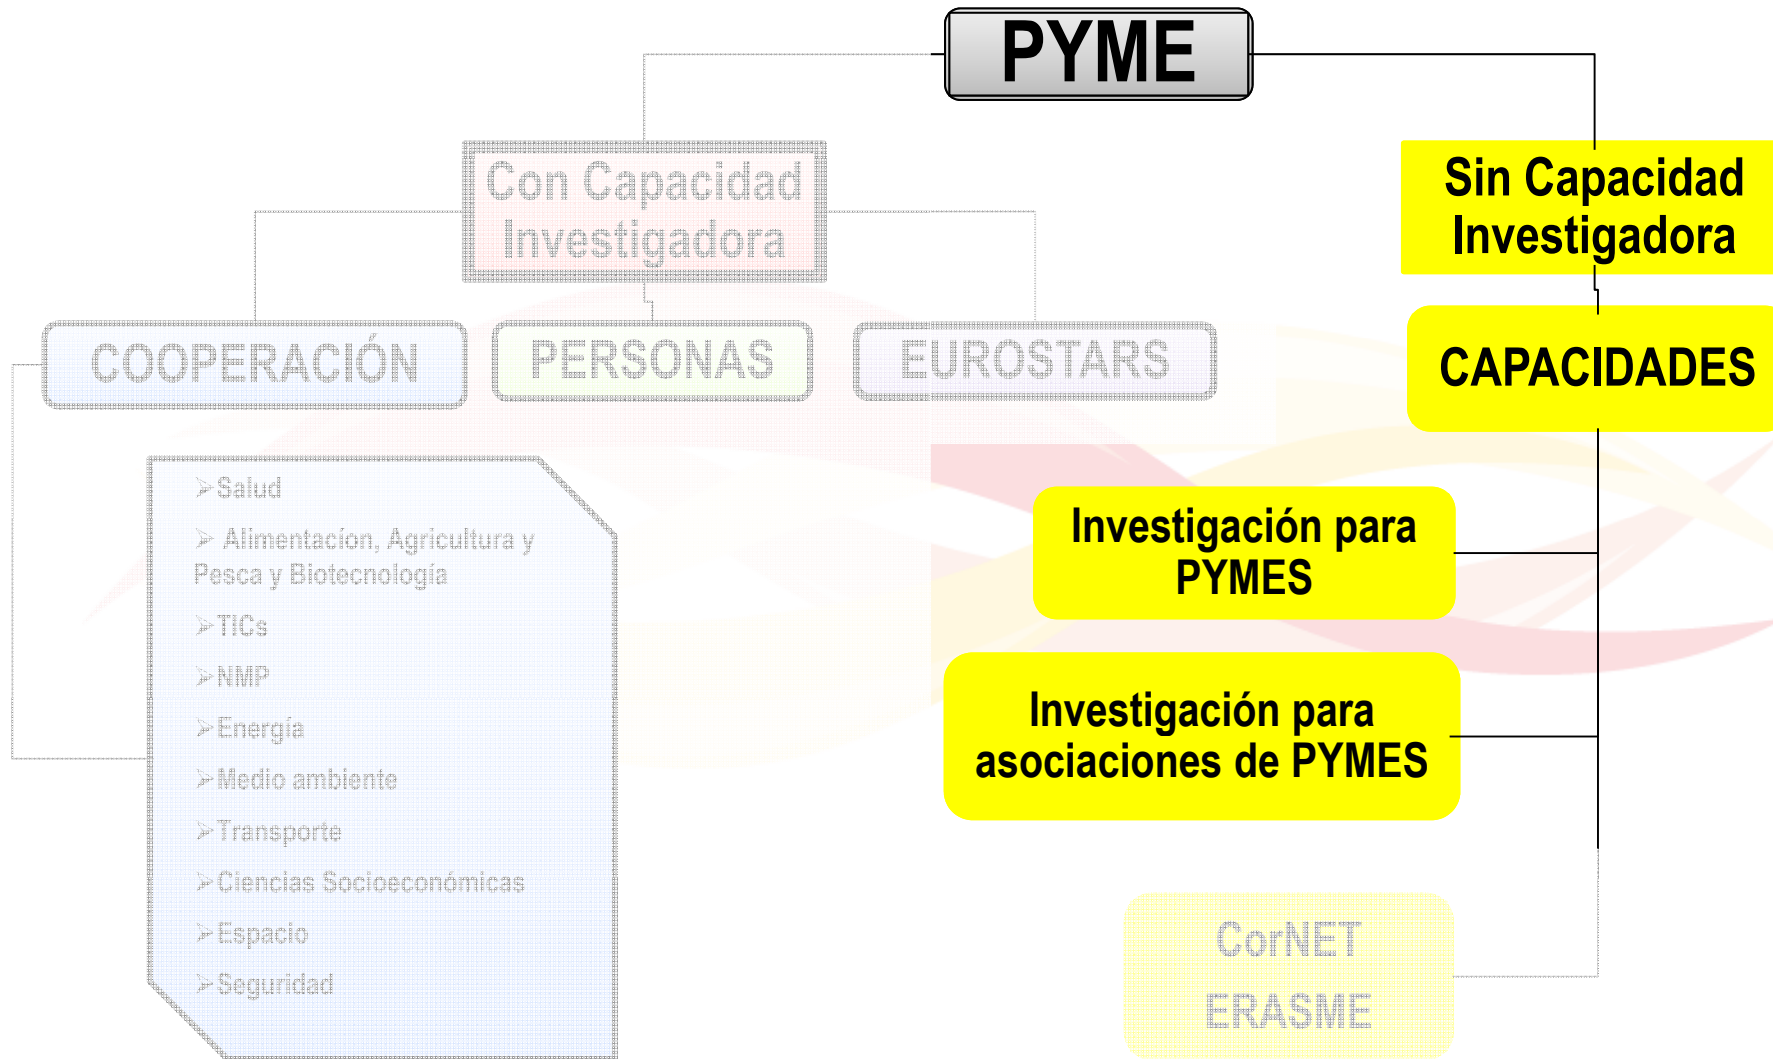 PYME
Con Capacidad
Investigadora
Sin Capacidad
Investigadora
COOPERACIÓN
PERSONAS
EUROSTARS
CAPACIDADES
➢Salud
➢ Alimentacíon, Agricultura y
Pesca y Biotecnología
➢TICs
➢NMP
➢Energía
➢Medio ambiente
➢Transporte
➢Ciencias Socioeconómicas
➢Espacio
➢Seguridad
Investigación para
PYMES
Investigación para
asociaciones de PYMES
CorNET
ERASME